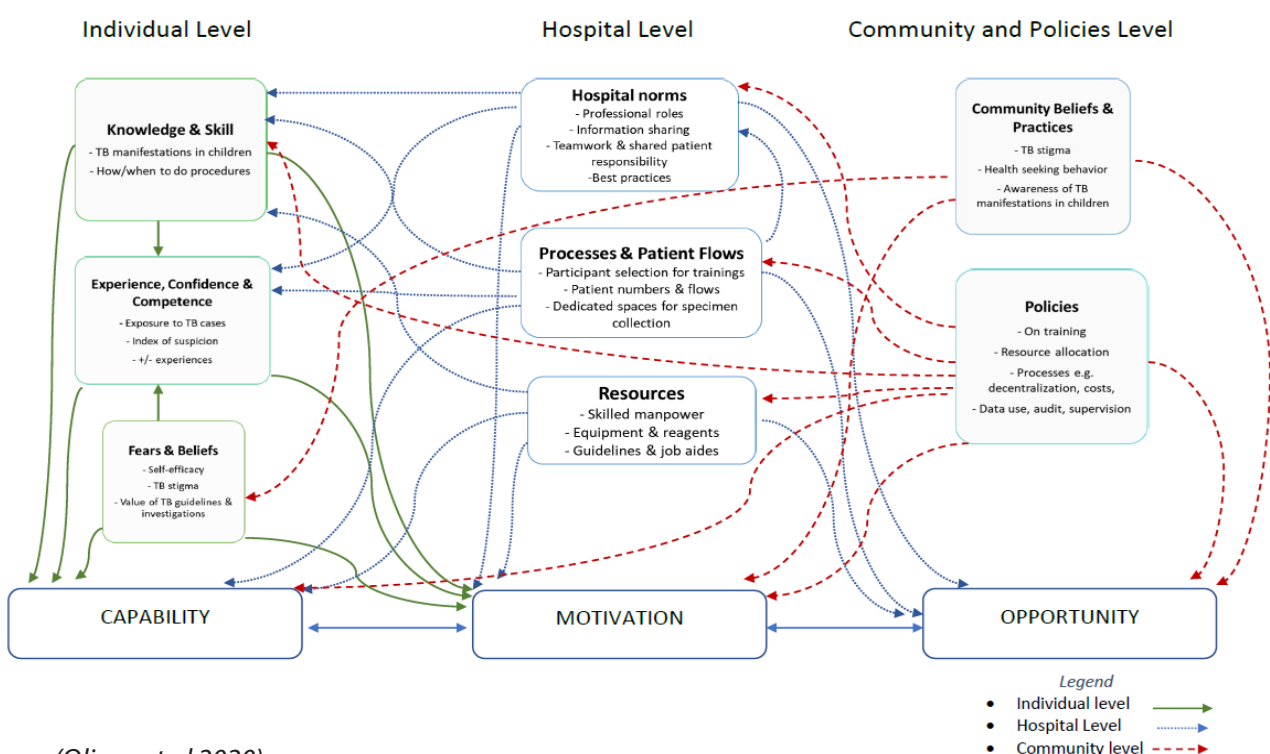 Individual Level
Hospital Level
Community and Policies Level
Knowledge & Skill
- TB manifestations in children
- How/when to do procedures
Experience, Confidence &
Competence
- Exposure to TB cases
- Index of suspicion
- +/- experiences
Fears & Beliefs
- Self-efficacy
- TB stigma
- Value of TB guidelines &
investigations
Hospital norms
- Professional roles
- Information sharing
- Teamwork & shared patient
responsibility
-Best practices
Processes & Patient Flows
- Participant selection for trainings
- Patient numbers & flows
- Dedicated spaces for specimen
collection
Resources
- Skilled manpower
- Equipment & reagents
- Guidelines & job aides
Community Beliefs &
Practices
- TB stigma
- Health seeking behavior
- Awareness of TB
manifestations in children
Policies
- On training
- Resource allocation
- Processes e.g.
decentralization, costs,
- Data use, audit, supervision
CAPABILITY
MOTIVATION
OPPORTUNITY
Legend
• Individual level
• Hospital Level
• Community level